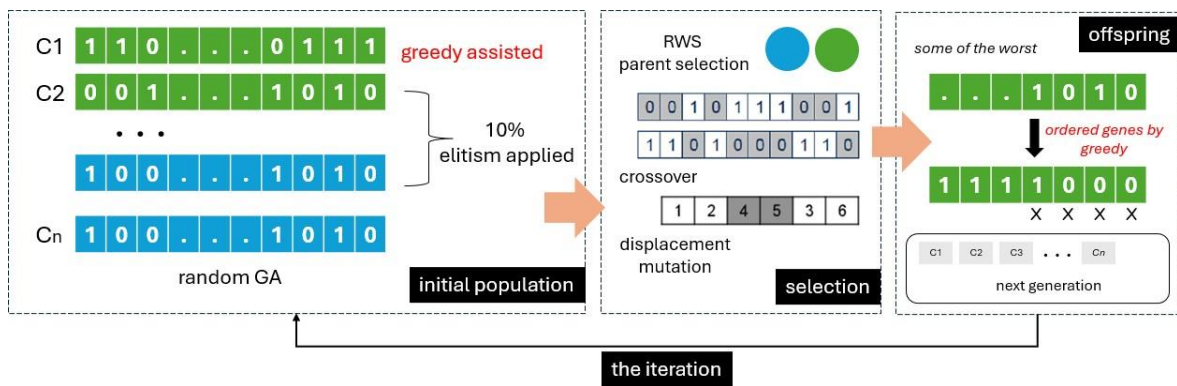 C1 1 1 0 . . . 0 1 1 1
greedy assisted
C2 0 0 1 . . . 1 0 1 0
. . .
10%
elitism applied
1 0 0 . . . 1 0 1 0
Cn 1 0 0 . . . 1 0 1 0
random GA
initial population
RWS
parent selection
0 0 1 0 1 1 1 0 0 1
1 1 0 1 0 0 0 1 1 0
crossover
1 2 4 5 3 6
displacement
mutation
selection
offspring
some of the worst
. . . 1 0 1 0
ordered genes by
greedy
1 1 1 1 0 0 0
X X X X
C1 C2 C3 . . . Cn
next generation
the iteration